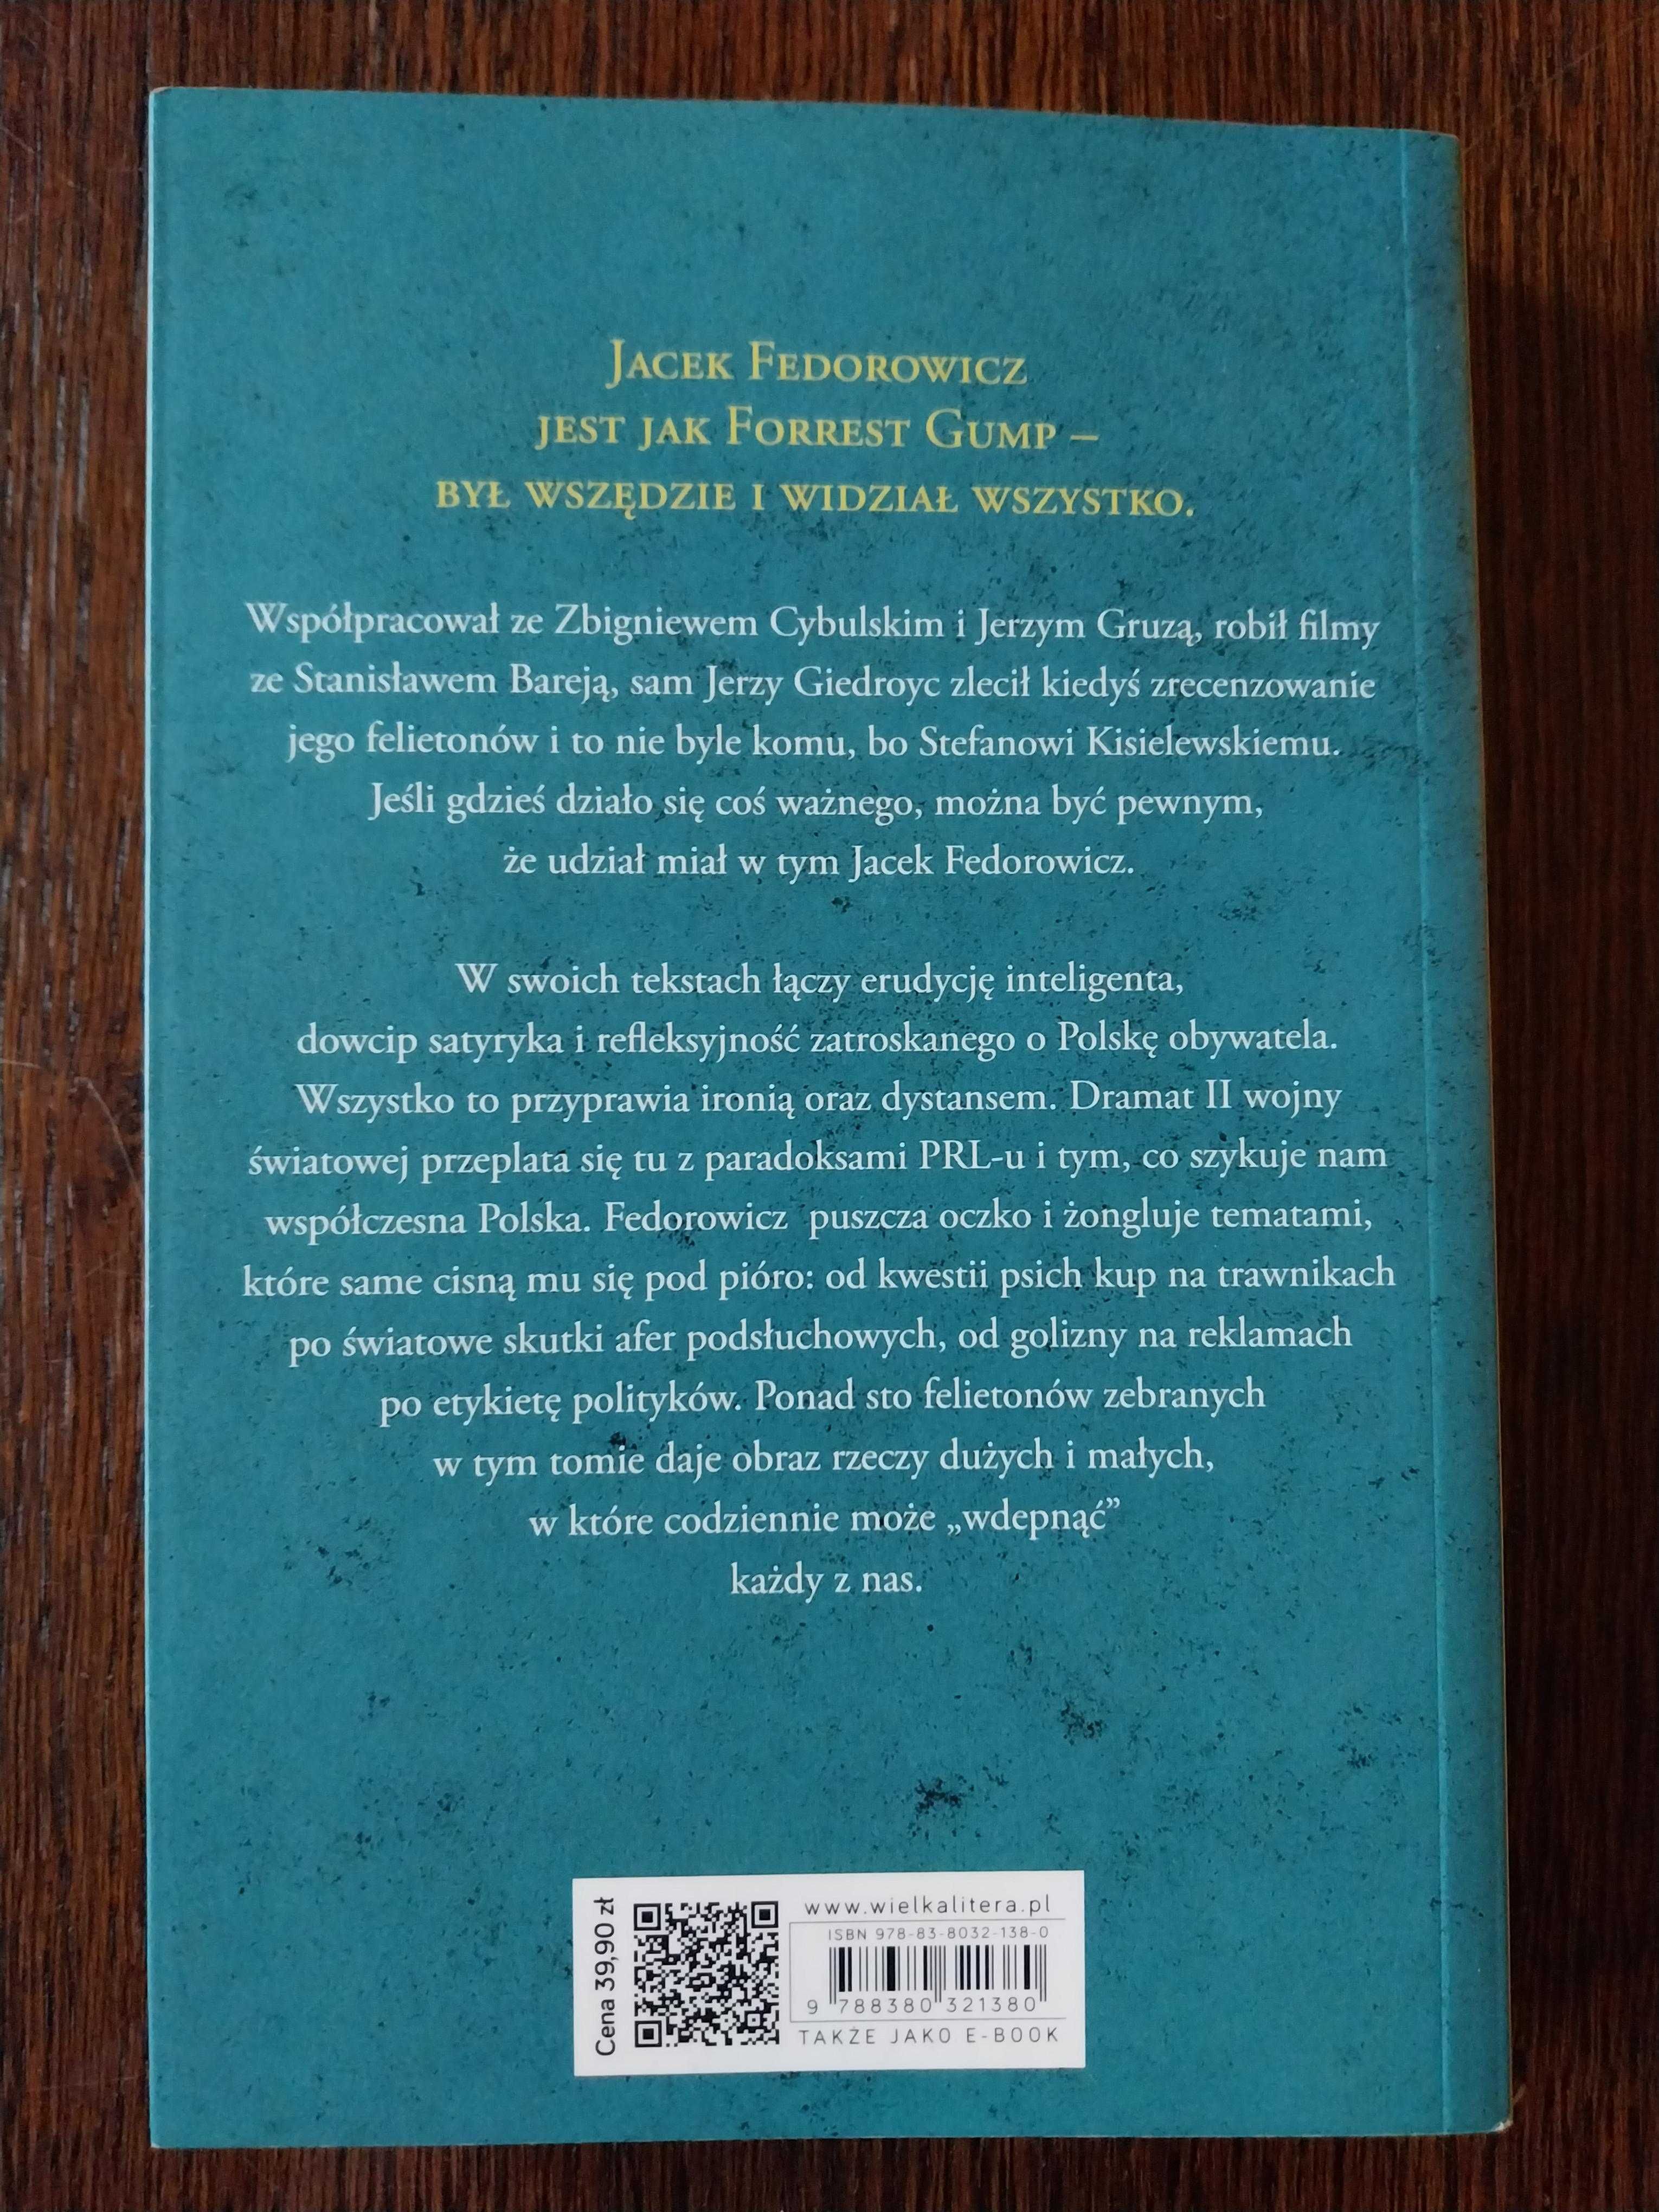 Jacek Fedorowicz
jest jak Forrest Gump –
był wszędzie i widział wszystko.
Współpracował ze Zbigniewem Cybulskim i Jerzym Gruzą, robił filmy
ze Stanisławem Bareją, sam Jerzy Giedroyc zlecił kiedyś zrecenzowanie
jego felietonów i to nie byle komu, bo Stefanowi Kisielewskiemu.
Jeśli gdzieś działo się coś ważnego, można być pewnym,
że udział miał w tym Jacek Fedorowicz.
W swoich tekstach łączy erudycję inteligenta,
dowcip satyryka i refleksyjność zatroskanego o Polskę obywatela.
Wszystko to przyprawia ironią oraz dystansem. Dramat II wojny
światowej przeplata się tu z paradoksami PRL-u i tym, co szykuje nam
współczesna Polska. Fedorowicz puszcza oczko i żongluje tematami,
które same cisną mu się pod pióro: od kwestii psich kup na trawnikach
po światowe skutki afer podsłuchowych, od golizny na reklamach
po etykietę polityków. Ponad sto felietonów zebranych
w tym tomie daje obraz rzeczy dużych i małych,
w które codziennie może „wdepnąć”
każdy z nas.
Cena 39,90 zł
www.wielkalitera.pl
ISBN 978-83-8032-138-0
9 788380 321380
TAKŻE JAKO E-BOOK